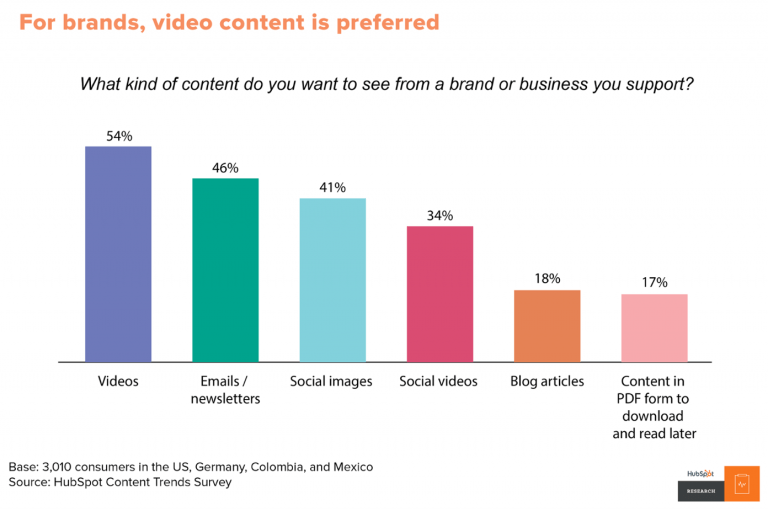 For brands, video content is preferred
What kind of content do you want to see from a brand or business you support?
54%
46%
41%
34%
18%
17%
Videos
Emails /
newsletters
Social images
Social videos
Blog articles
Content in
PDF form to
download
and read later
Base: 3,010 consumers in the US, Germany, Colombia, and Mexico
Source: HubSpot Content Trends Survey
HubSpot
RESEARCH